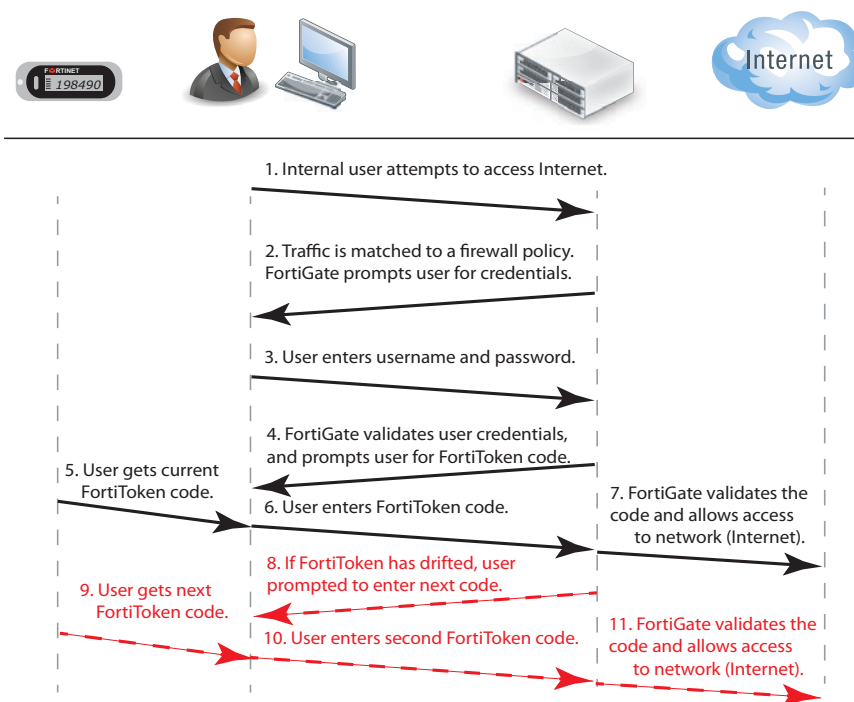 FORTINET
198490
Internet
1. Internal user attempts to access Internet.
2. Traffic is matched to a firewall policy.
FortiGate prompts user for credentials.
3. User enters username and password.
4. FortiGate validates user credentials,
and prompts user for FortiToken code.
5. User gets current
FortiToken code.
6. User enters FortiToken code.
7. FortiGate validates the
code and allows access
to network (Internet).
8. If FortiToken has drifted, user
prompted to enter next code.
9. User gets next
FortiToken code.
10. User enters second FortiToken code.
11. FortiGate validates the
code and allows access
to network (Internet).